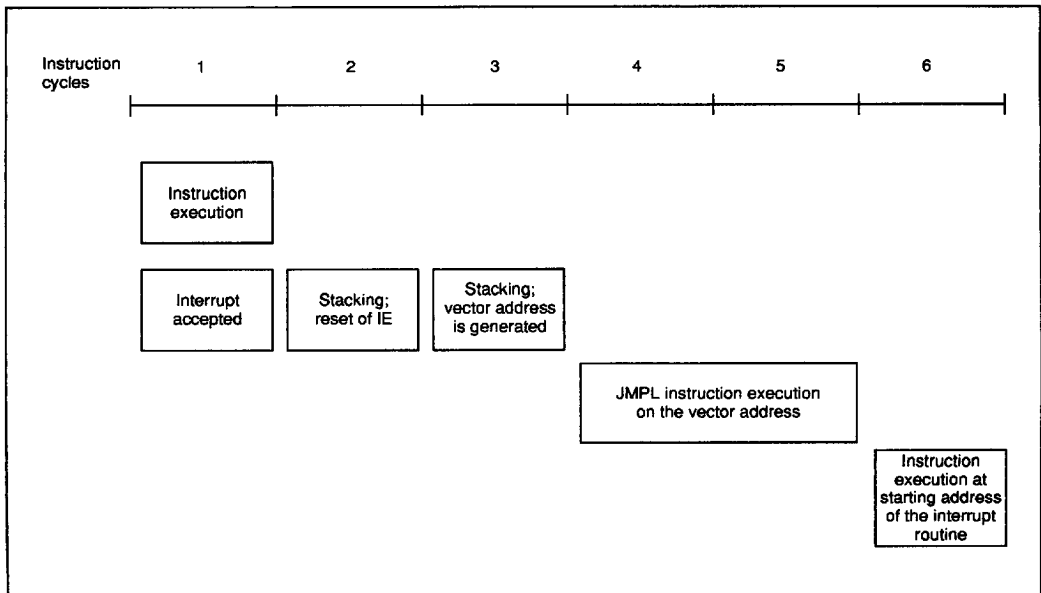 Instruction
cycles
1 2 3 4 5 6
Instruction
execution
Interrupt
accepted
Stacking;
reset of IE
Stacking;
vector address
is generated
JMPL instruction execution
on the vector address
Instruction
execution at
starting address
of the interrupt
routine